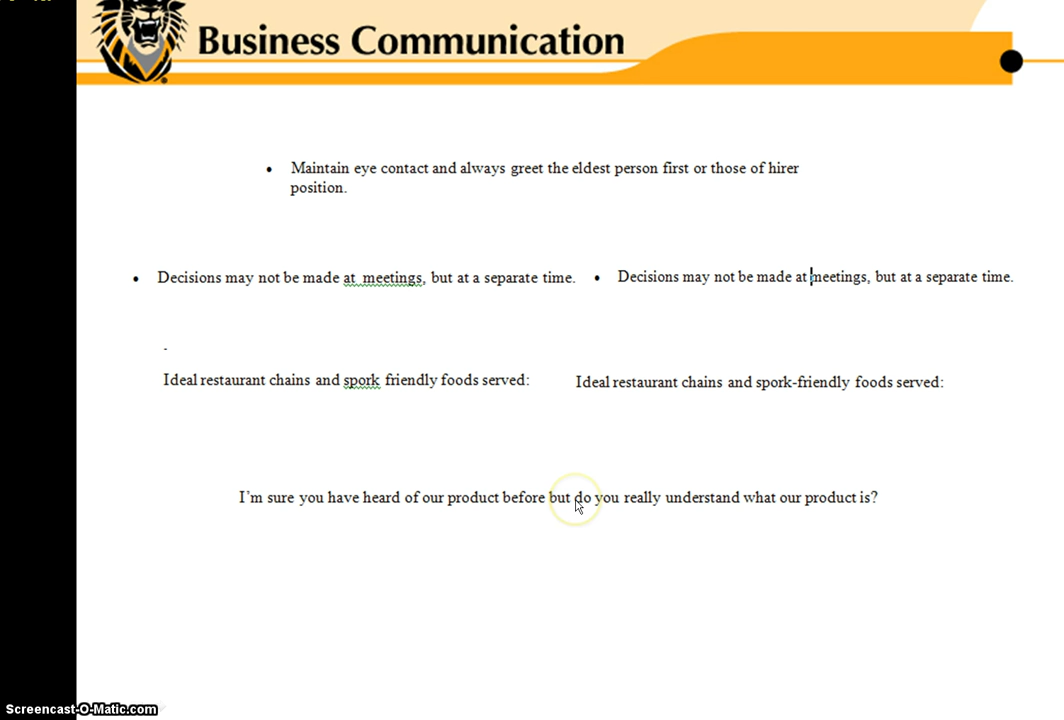 Business Communication
• Maintain eye contact and always greet the eldest person first or those of hirer
position.
• Decisions may not be made at  meetings, but at a separate time.
• Decisions may not be made at meetings, but at a separate time.
-
Ideal restaurant chains and spork friendly foods served:
Ideal restaurant chains and spork-friendly foods served:
I'm sure you have heard of our product before but do you really understand what our product is?
Screencast-O-Matic.com